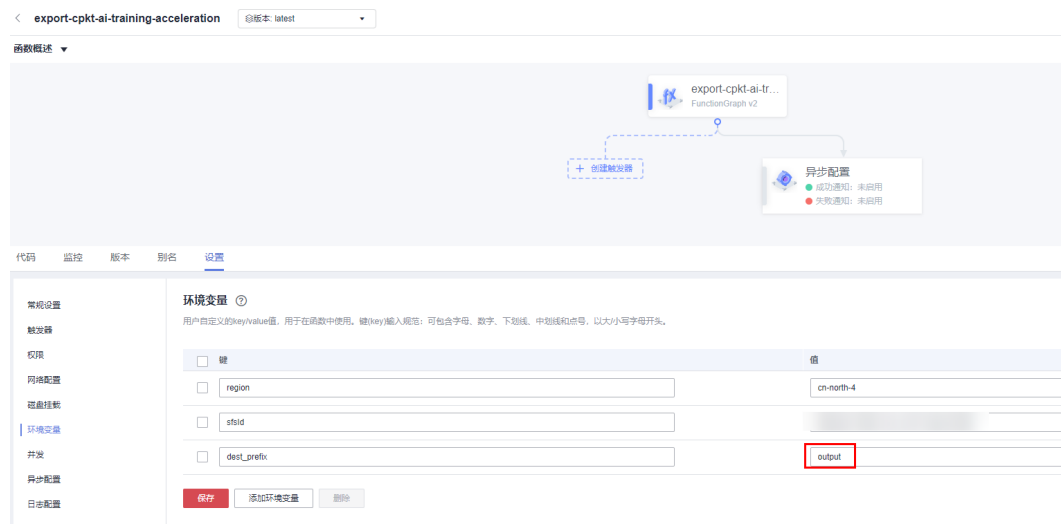 export-cpkt-ai-training-acceleration
版本: latest
函数概述
export-cpkt-ai-tr...
FunctionGraph v2
创建触发器
异步配置
成功通知：未启用
失败通知：未启用
代码 监控 版本 别名 设置
常规设置
触发器
权限
网络配置
磁盘挂载
环境变量
并发
异步配置
日志配置
环境变量
用户自定义的key/value值，用于在函数中使用。键(key)输入规范：可包含字母、数字、下划线、中划线和点号，以大/小写字母开头。
键 值
region cn-north-4
sfsId
dest_prefix output
保存 添加环境变量 删除